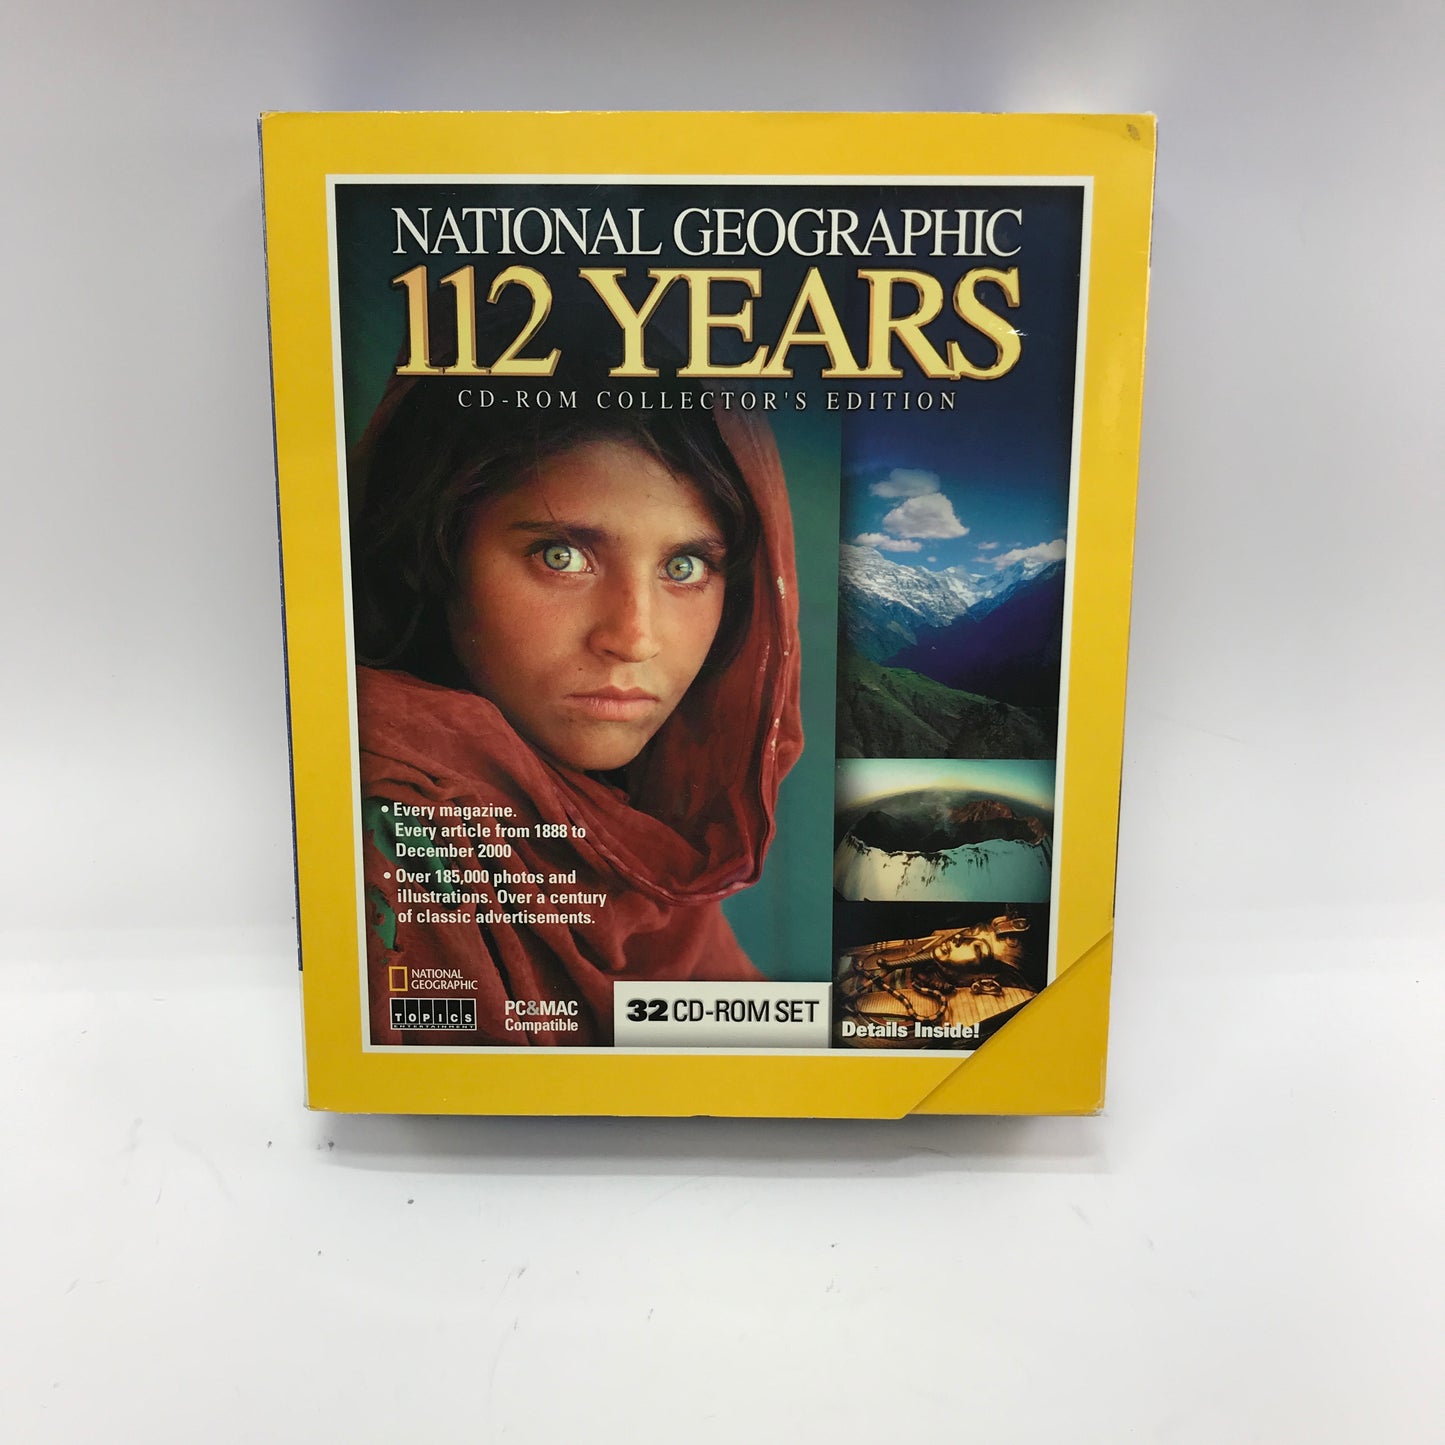 NATIONAL GEOGRAPHIC
112 YEARS
CD-ROM COLLECTOR'S EDITION
• Every magazine.
Every article from 1888 to
December 2000
• Over 185,000 photos and
illustrations. Over a century
of classic advertisements.
NATIONAL
GEOGRAPHIC
TOPICS
ENTERTAINMENT
PC&MAC
Compatible
32 CD-ROM SET
Details Inside!